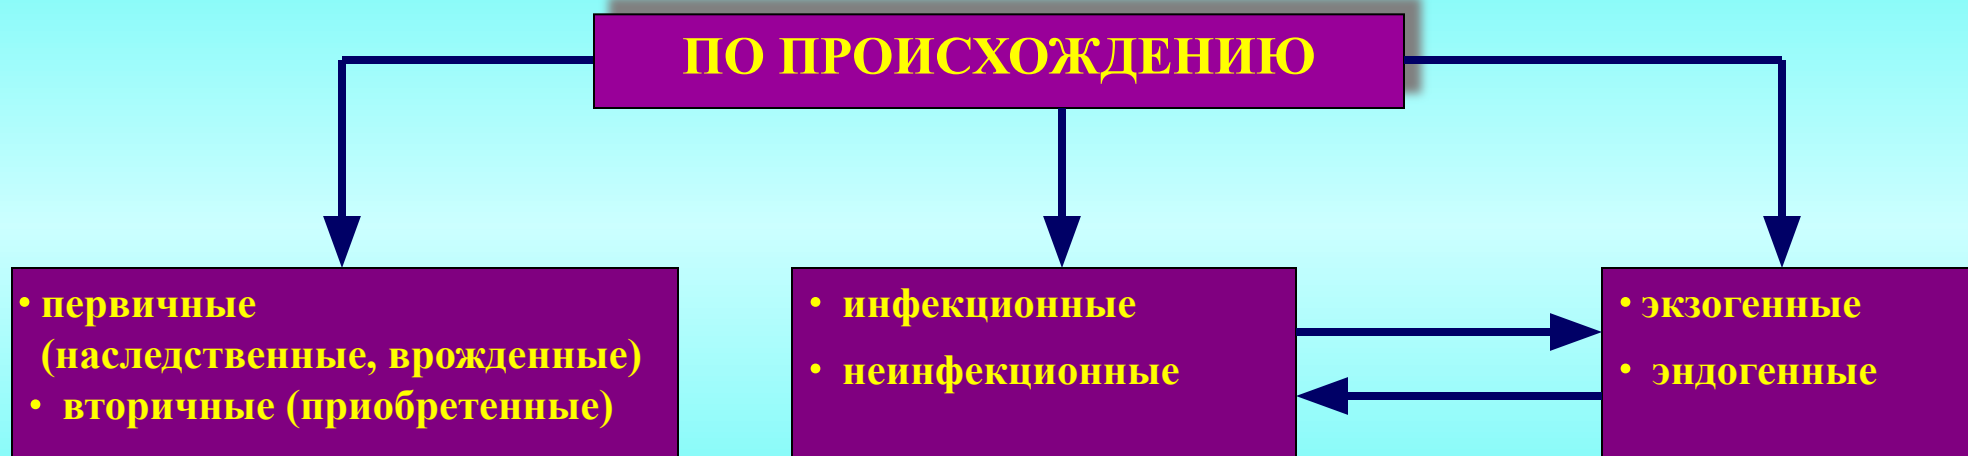 ПО ПРОИСХОЖДЕНИЮ
• первичные
(наследственные, врожденные)
• вторичные (приобретенные)
• инфекционные
• неинфекционные
• экзогенные
• эндогенные